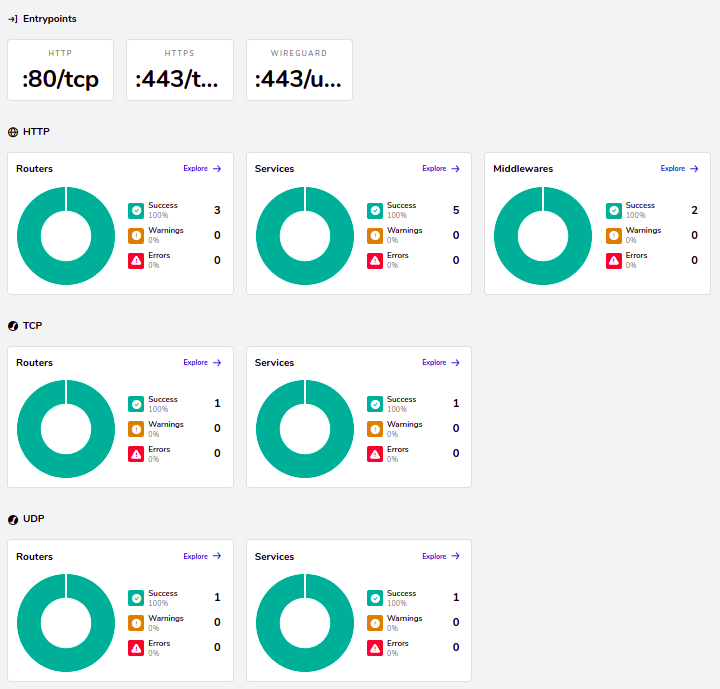 Entrypoints
HTTP
HTTPS
WIREGUARD
:80/tcp
:443/t...
:443/u...
HTTP
Routers
Explore
Success
100%
3
Warnings
0%
0
Errors
0%
0
Services
Explore
Success
100%
5
Warnings
0%
0
Errors
0%
0
Middlewares
Explore
Success
100%
2
Warnings
0%
0
Errors
0%
0
TCP
Routers
Explore
Success
100%
1
Warnings
0%
0
Errors
0%
0
Services
Explore
Success
100%
1
Warnings
0%
0
Errors
0%
0
UDP
Routers
Explore
Success
100%
1
Warnings
0%
0
Errors
0%
0
Services
Explore
Success
100%
1
Warnings
0%
0
Errors
0%
0